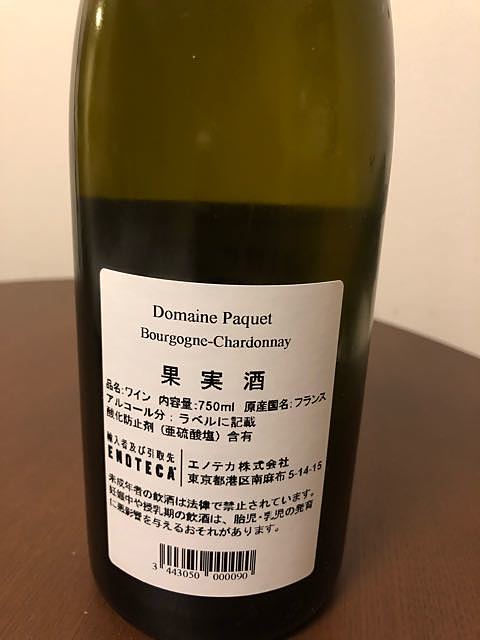 Domaine Paquet
Bourgogne-Chardonnay
果実酒
品名:ワイン 内容量:750ml 原産国名:フランス
アルコール分:ラベルに記載
酸化防止剤(亜硫酸塩)含有
輸入者及び引取先
ENOTECA
エノテカ株式会社
東京都港区南麻布5-14-15
未成年者の飲酒は法律で禁止されています。
妊娠中や授乳期の飲酒は、胎児・乳児の発育
に悪影響を与えるおそれがあります。
3 443050 000090